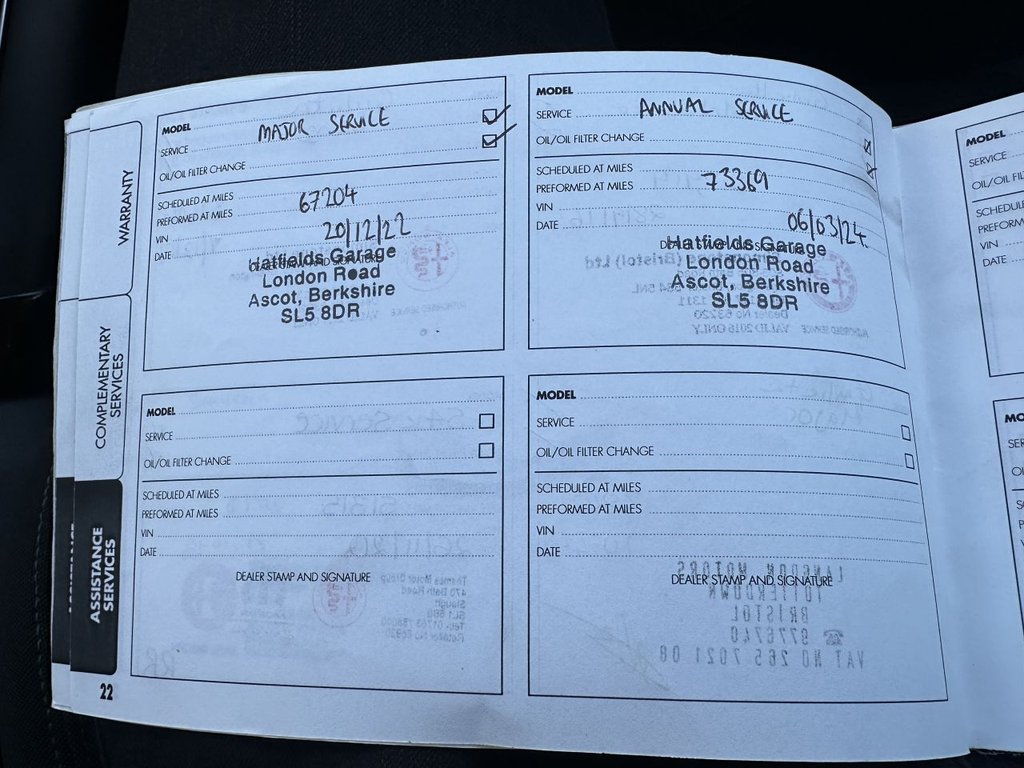 WARRANTY
COMPLEMENTARY
SERVICES
ASSISTANCE
SERVICES
22
MODEL
MAJOR SERVICE
SERVICE
OIL/OIL FILTER CHANGE
SCHEDULED AT MILES
PREFORMED AT MILES 67204
VIN
DATE 20/12/22
Hatfields Garage
London Road
Ascot, Berkshire
SL5 8DR
MODEL
SERVICE ANNUAL SERVICE
OIL/OIL FILTER CHANGE
SCHEDULED AT MILES
PREFORMED AT MILES 73369
VIN
DATE 06/03/24
Hatfields Garage
London Road
Ascot, Berkshire
SL5 8DR
MODEL
SERVICE
OIL/OIL FILTER CHANGE
SCHEDULED AT MILES
PREFORMED AT MILES
VIN
DATE
DEALER STAMP AND SIGNATURE
MODEL
SERVICE
OIL/OIL FILTER CHANGE
SCHEDULED AT MILES
PREFORMED AT MILES
VIN
DATE
DEALER STAMP AND SIGNATURE
MODEL
SERVICE
OIL/OIL FIL
SCHEDUL
PREFORM
VIN
DATE